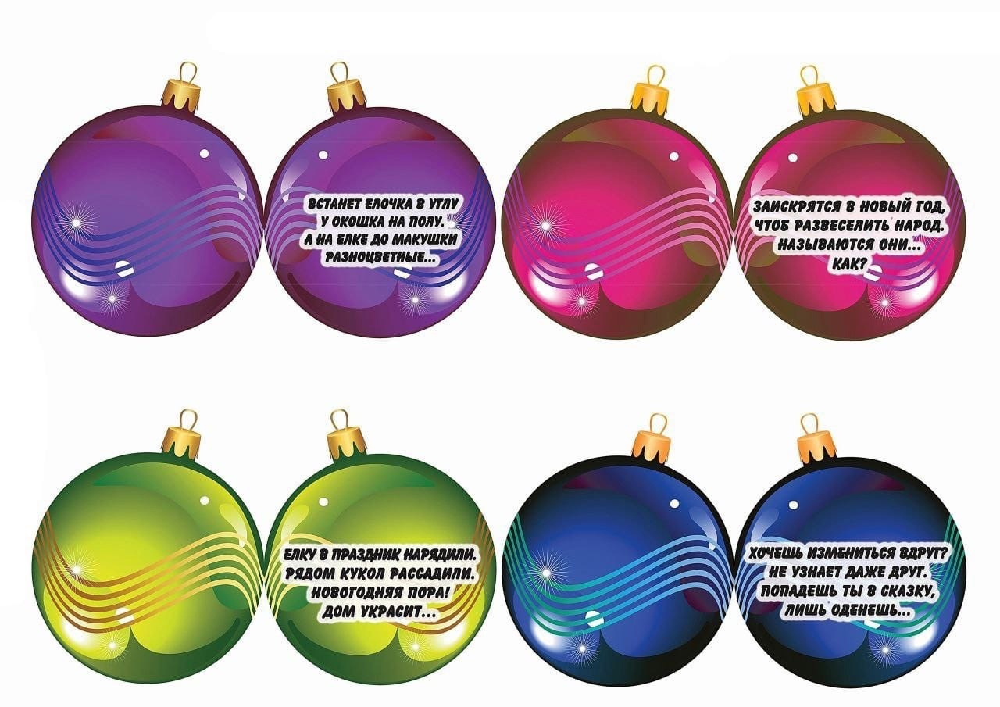 ВСТАНЕТ ЕЛОЧКА В УГЛУ
У ОКОШКА НА ПОЛУ.
А НА ЕЛКЕ ДО МАКУШКИ
РАЗНОЦВЕТНЫЕ...
ЗАИСКРЯТСЯ В НОВЫЙ ГОД,
ЧТОБ РАЗВЕСЕЛИТЬ НАРОД.
НАЗЫВАЮТСЯ ОНИ...
КАК?
ЕЛКУ В ПРАЗДНИК НАРЯДИЛИ,
РЯДОМ КУКОЛ РАССАДИЛИ.
НОВОГОДНЯЯ ПОРА!
ДОМ УКРАСИТ...
ХОЧЕШЬ ИЗМЕНИТЬСЯ ВДРУГ?
НЕ УЗНАЕТ ДАЖЕ ДРУГ.
ПОПАДЕШЬ ТЫ В СКАЗКУ,
ЛИШЬ ОДЕНЕШЬ...